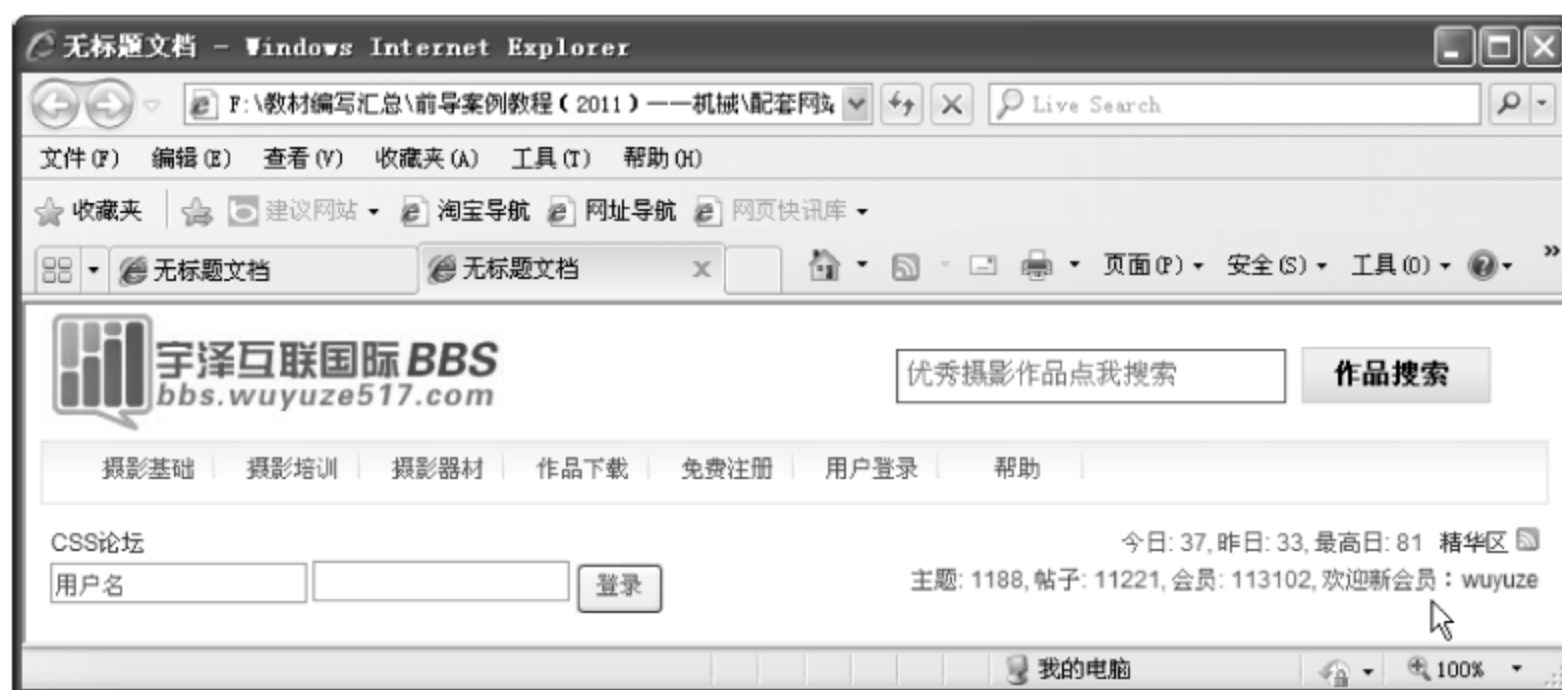 无标题文档 - Windows Internet Explorer
F:\教材编写汇总\前导案例教程(2011)——机械\配套网站 Live Search
文件(F) 编辑(E) 查看(V) 收藏夹(A) 工具(T) 帮助(H)
收藏夹 建议网站 淘宝导航 网址导航 网页快讯库
无标题文档 无标题文档 页面(P) 安全(S) 工具(O) »
宇泽互联国际BBS
bbs.wuyuze517.com
优秀摄影作品点我搜索 作品搜索
摄影基础 摄影培训 摄影器材 作品下载 免费注册 用户登录 帮助
CSS论坛 今日: 37, 昨日: 33, 最高日: 81 精华区
用户名 登录 主题: 1188, 帖子: 11221, 会员: 113102, 欢迎新会员：wuyuze
我的电脑 100%